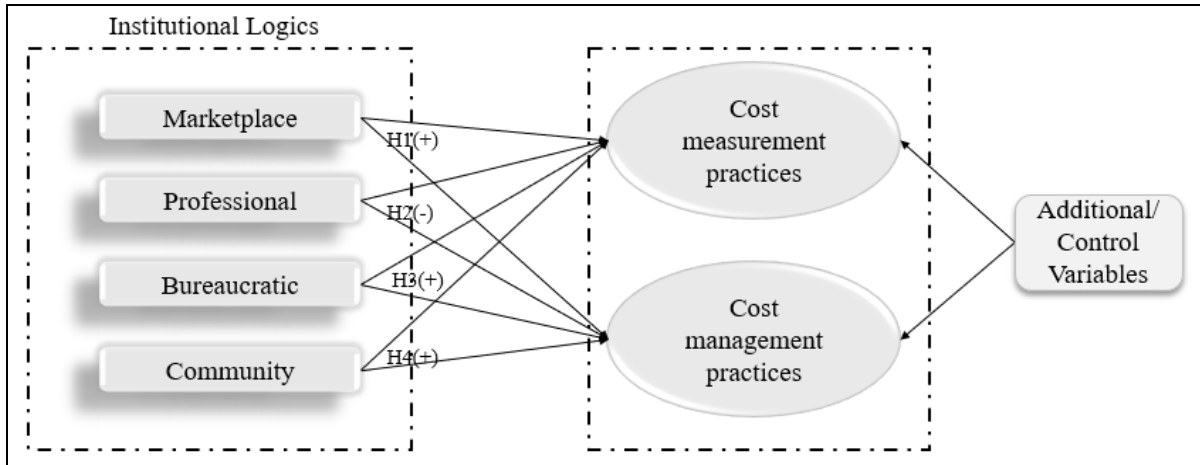 Institutional Logics
Marketplace
H1(+)
Professional
H2(-)
Bureaucratic
H3(+)
Community
H4(+)
Cost
measurement
practices
Cost
management
practices
Additional/
Control
Variables